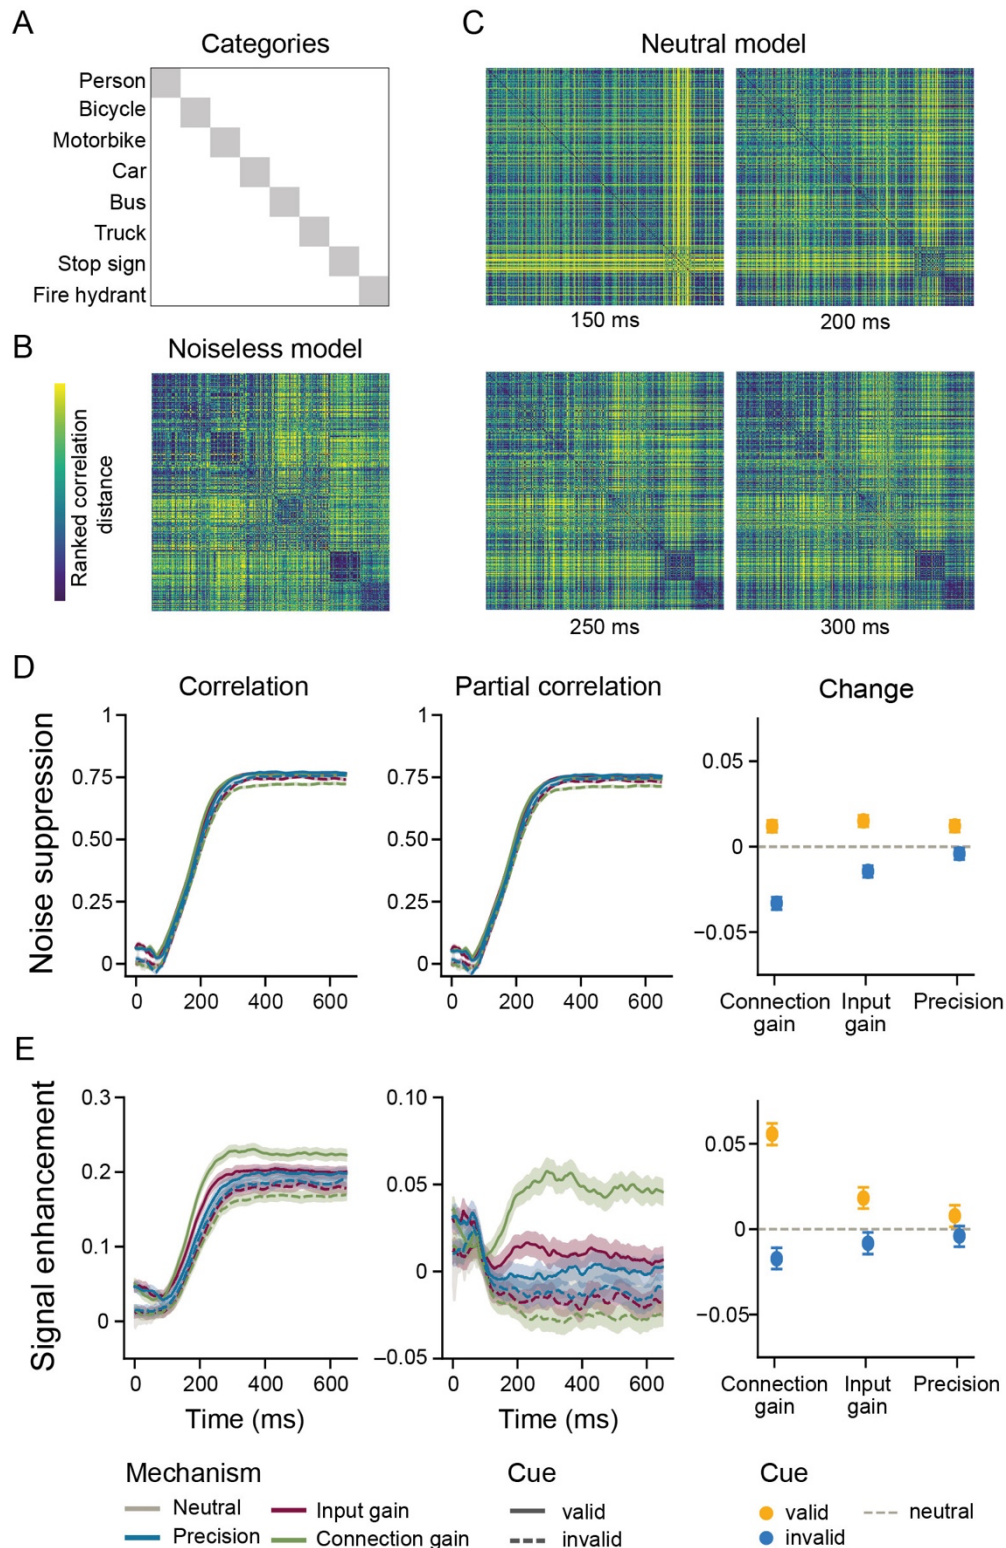 A
Categories
Person
Bicycle
Motorbike
Car
Bus
Truck
Stop sign
Fire hydrant
B
Noiseless model
Ranked correlation
distance
C
Neutral model
150 ms
200 ms
250 ms
300 ms
D
Correlation
Partial correlation
Change
Noise suppression
1
0.75
0.50
0.25
0
0 200 400 600
1
0.75
0.50
0.25
0
0 200 400 600
0.05
0
−0.05
Connection
gain
Input
gain
Precision
E
Signal enhancement
0.3
0.2
0.1
0
0 200 400 600
Time (ms)
0.10
0.05
0
−0.05
0 200 400 600
Time (ms)
0.05
0
−0.05
Connection
gain
Input
gain
Precision
Mechanism
Neutral
Input gain
Precision
Connection gain
Cue
valid
invalid
Cue
valid
neutral
invalid